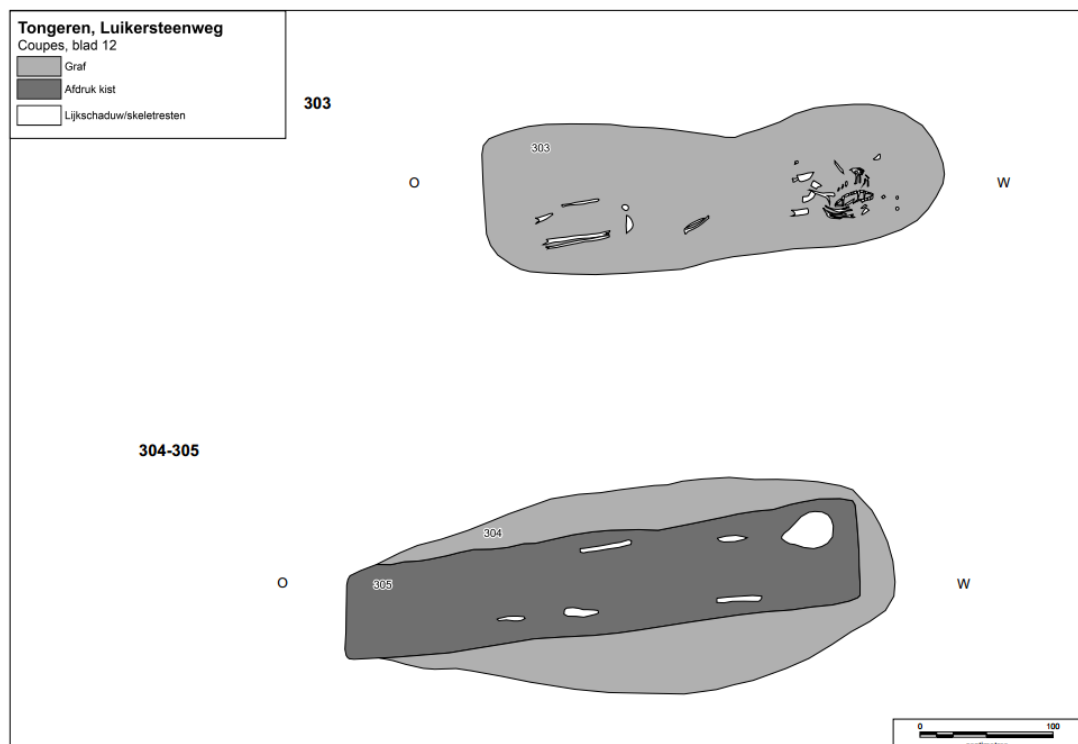 Tongeren, Luikersteenweg
Coupes, blad 12
Graf
Afdruk kist
Lijkschaduw/skeletresten
303
303
O
W
304-305
304
305
O
W
0
100